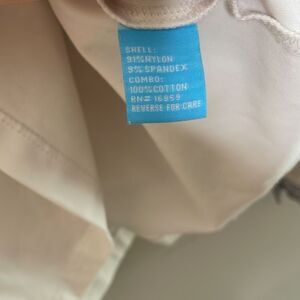 SHELL:
91%NYLON
9% SPANDEX
COMBO:
100%COTTON
RN# 16859
REVERSE FOR CARE